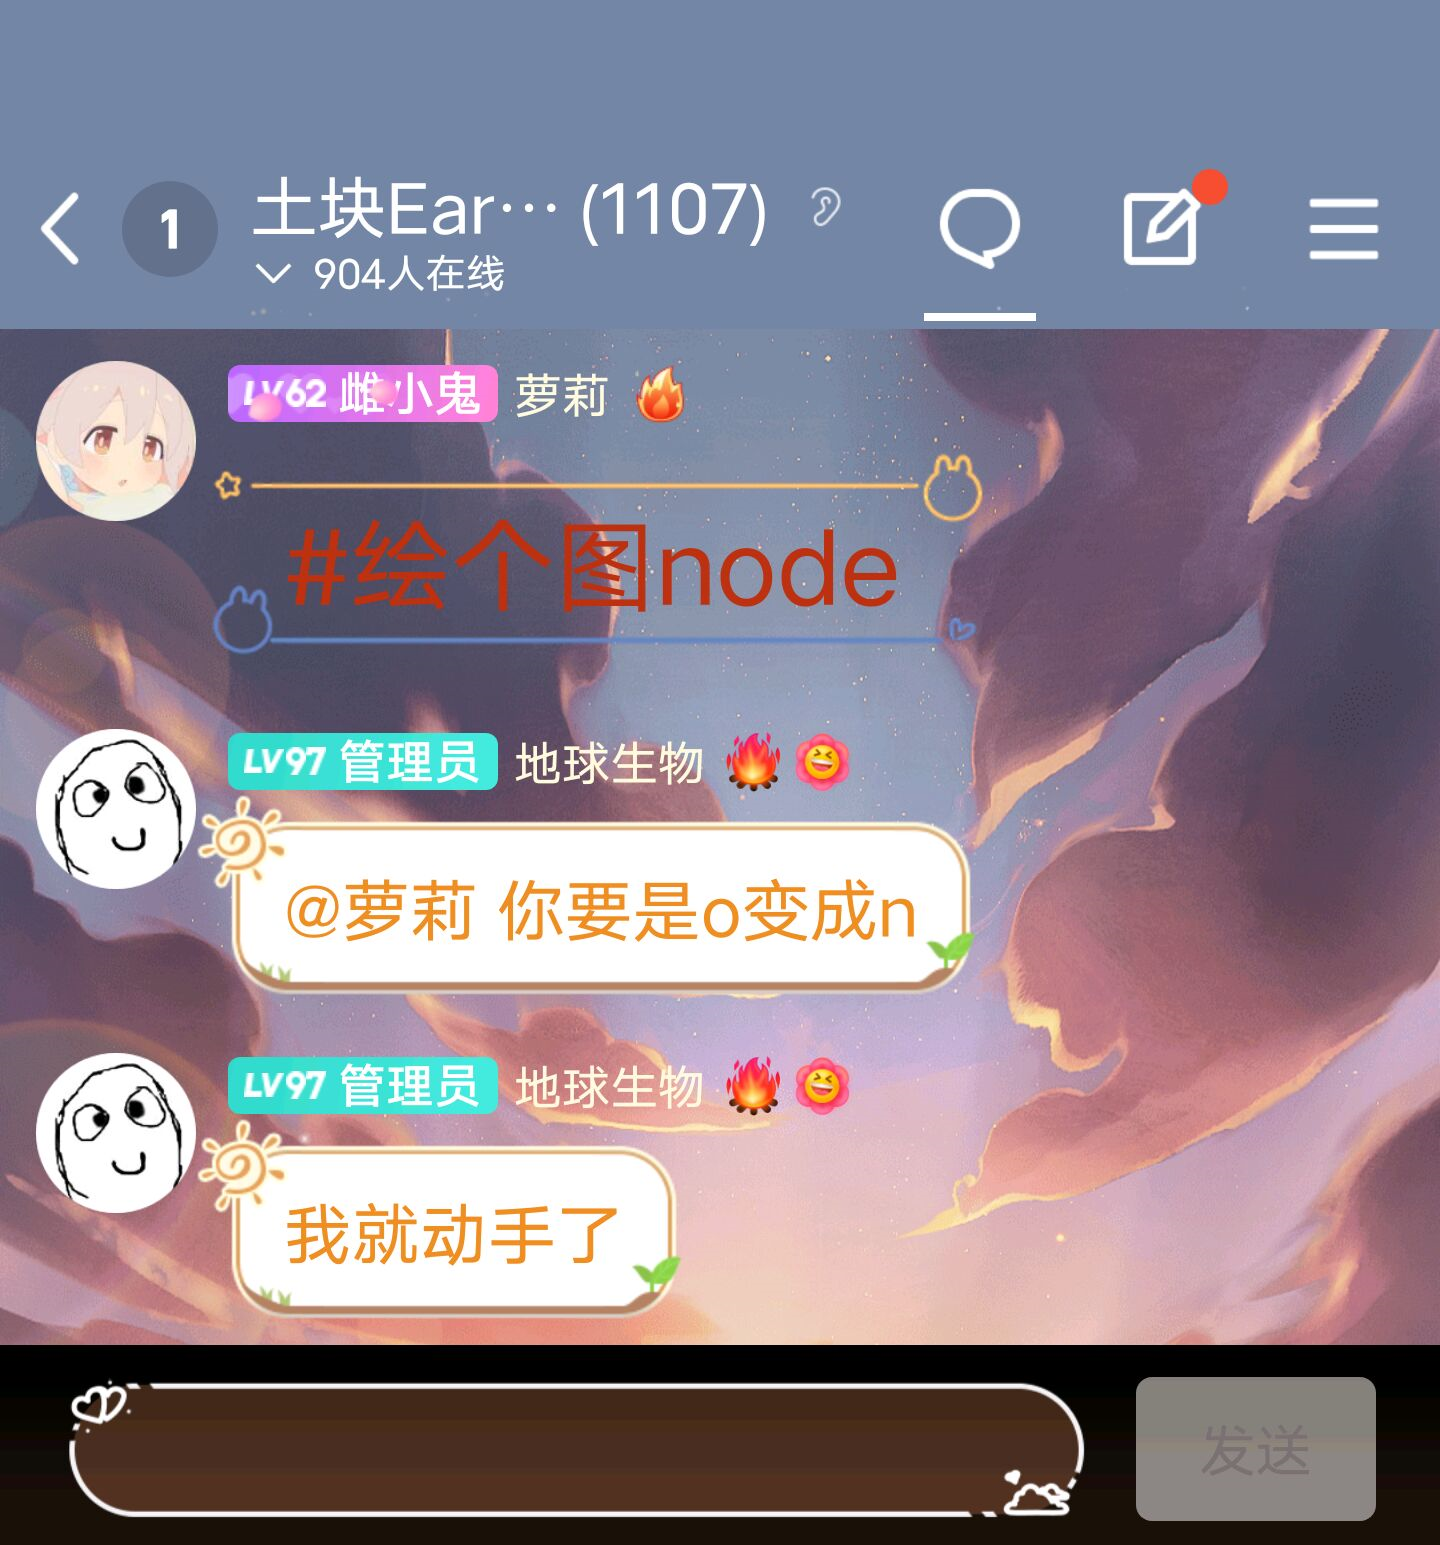 1
土块Ear… (1107)
904人在线
LV62 雌小鬼 萝莉
#绘个图node
LV97 管理员 地球生物
@萝莉 你要是o变成n
LV97 管理员 地球生物
我就动手了
发送